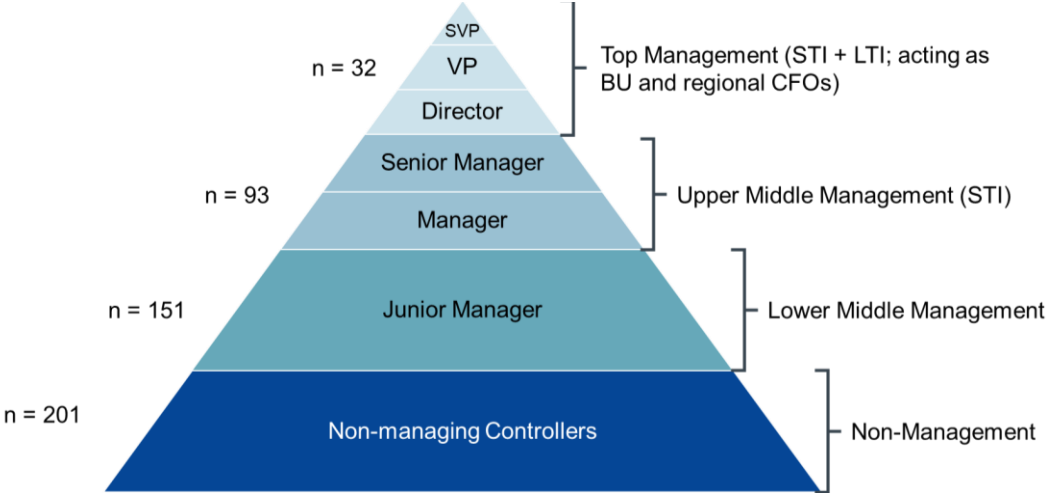 SVP
n = 32
VP
Top Management (STI + LTI; acting as
BU and regional CFOs)
Director
Senior Manager
n = 93
Upper Middle Management (STI)
Manager
n = 151
Junior Manager
Lower Middle Management
n = 201
Non-managing Controllers
Non-Management